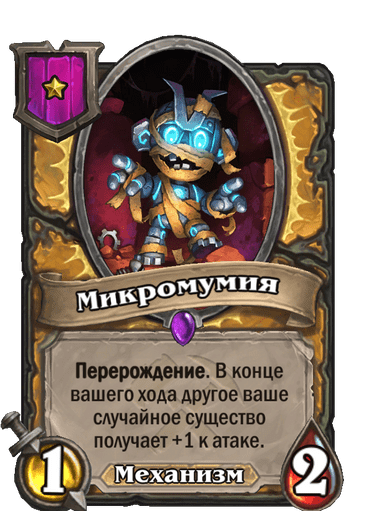 Микромумия
Перерождение. В конце
вашего хода другое ваше
случайное существо
получает +1 к атаке.
1
Механизм
2